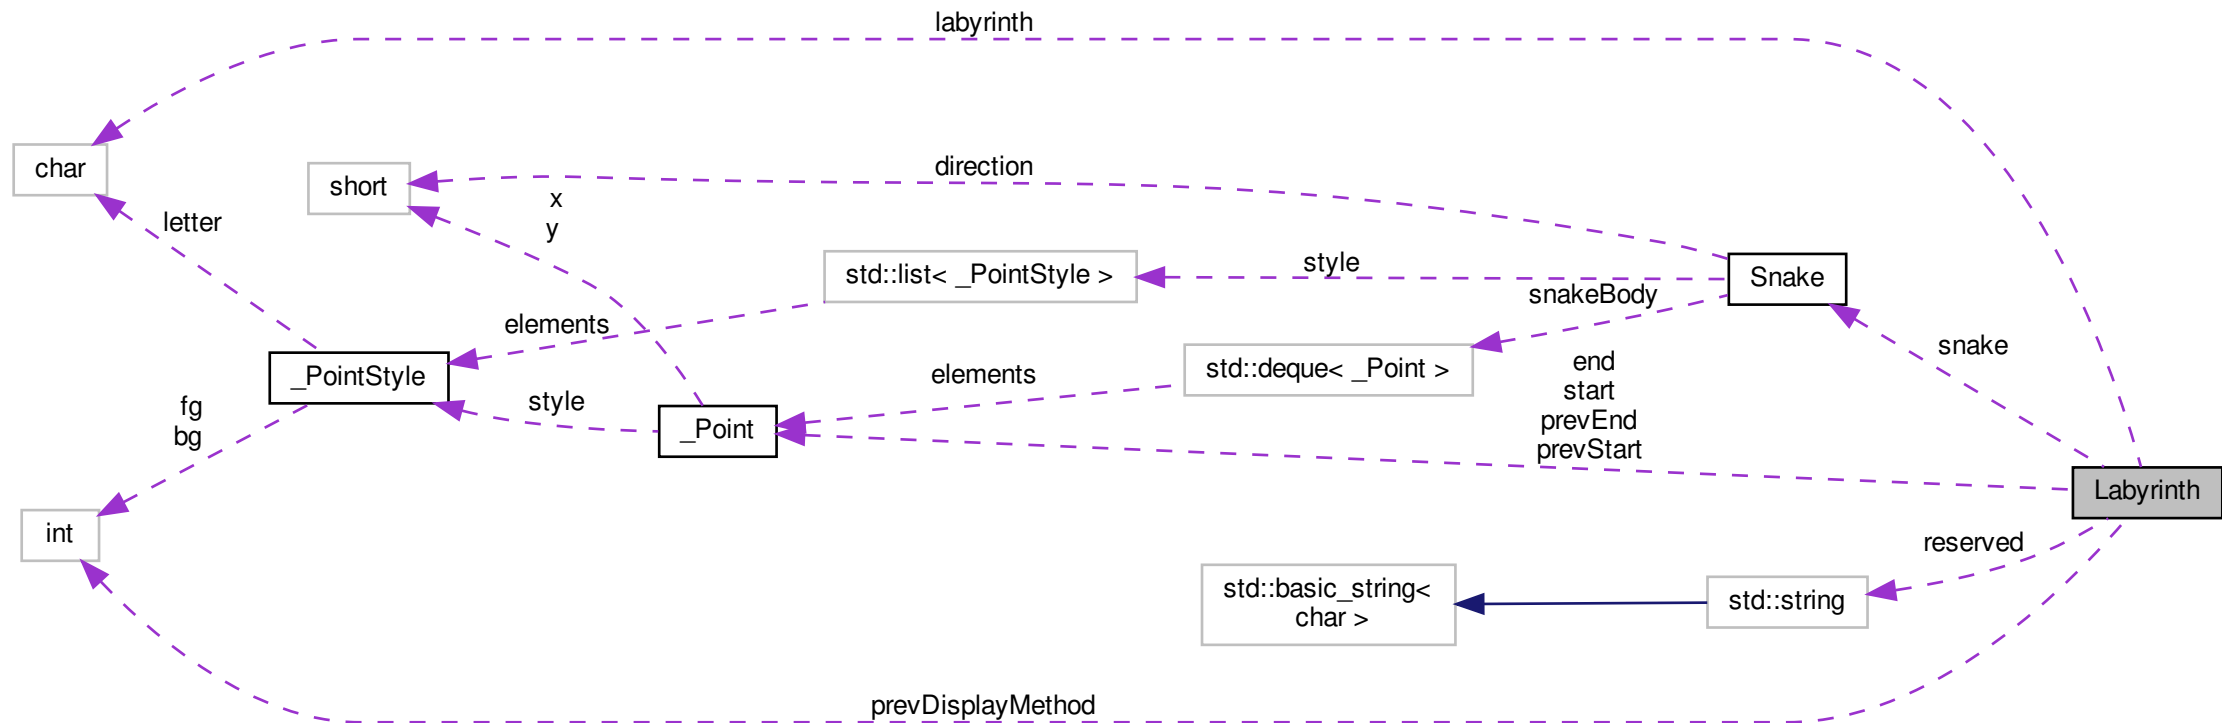 labyrinth
char
short
direction
x
y
letter
std::list< _PointStyle >
style
Snake
snakeBody
elements
_PointStyle
std::deque< _Point >
elements
end
start
prevEnd
prevStart
snake
fg
bg
style
_Point
Labyrinth
int
reserved
std::basic_string<
char >
std::string
prevDisplayMethod